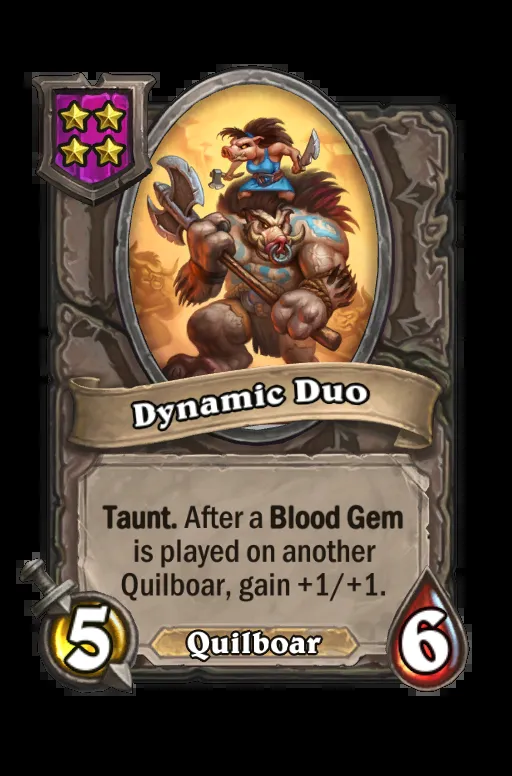 Dynamic Duo
Taunt. After a Blood Gem
is played on another
Quilboar, gain +1/+1.
5
Quilboar
6